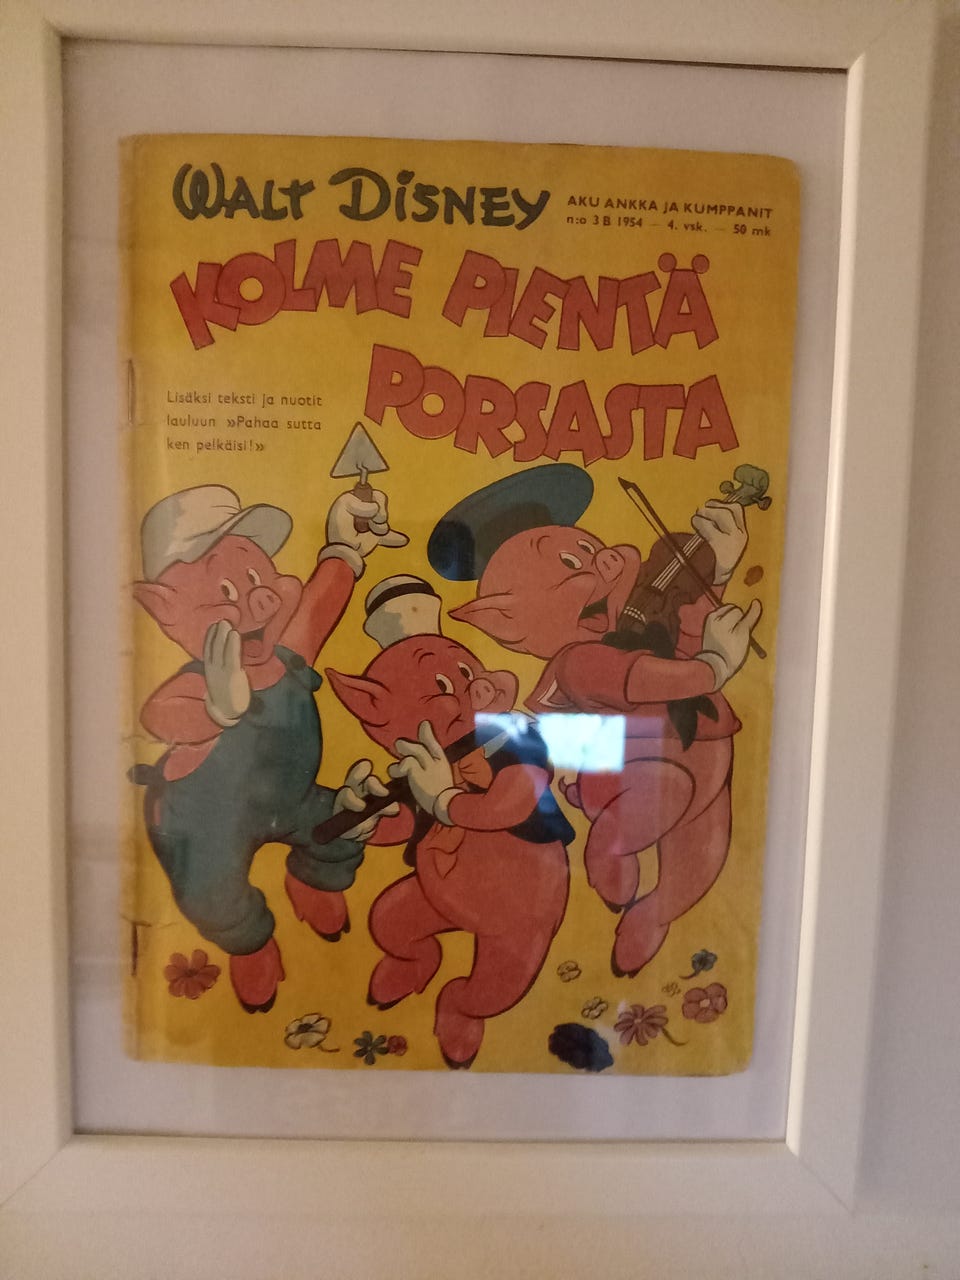 WALT DISNEY
AKU ANKKA JA KUMPPANIT
n:o 3 B 1954 — 4. vsk. — 50 mk
KOLME PIENTÄ
PORSASTA
Lisäksi teksti ja nuotit
lauluun »Pahaa sutta
ken pelkäisi!»